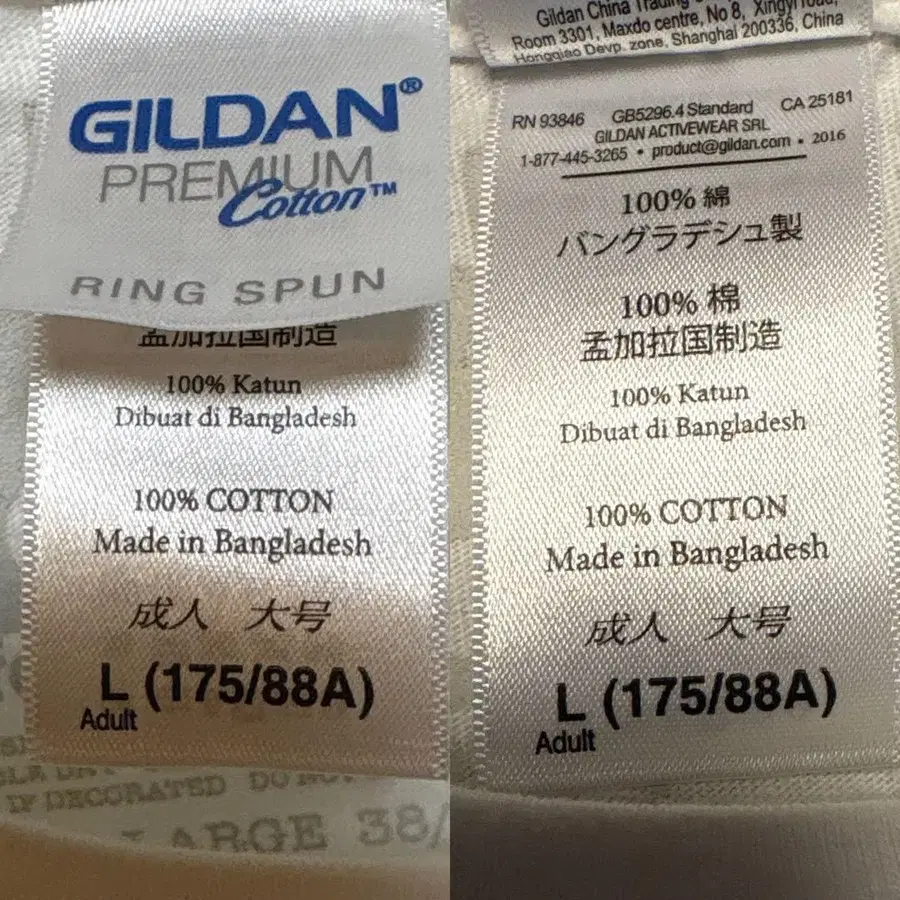 GILDAN®
PREMIUM
Cotton™
RING SPUN
孟加拉国制造
100% Katun
Dibuat di Bangladesh
100% COTTON
Made in Bangladesh
成人 大号
L (175/88A)
Adult
IF DECORATED DO NOT
LARGE 38/
Gildan China Trading
Room 3301, Maxdo centre, No 8, Xingyi road,
Hongqiao Devp. zone, Shanghai 200336, China
RN 93846 GB5296.4 Standard CA 25181
GILDAN ACTIVEWEAR SRL
1-877-445-3265 • product@gildan.com • 2016
100% 綿
バングラデシュ製
100% 棉
孟加拉国制造
100% Katun
Dibuat di Bangladesh
100% COTTON
Made in Bangladesh
成人 大号
L (175/88A)
Adult